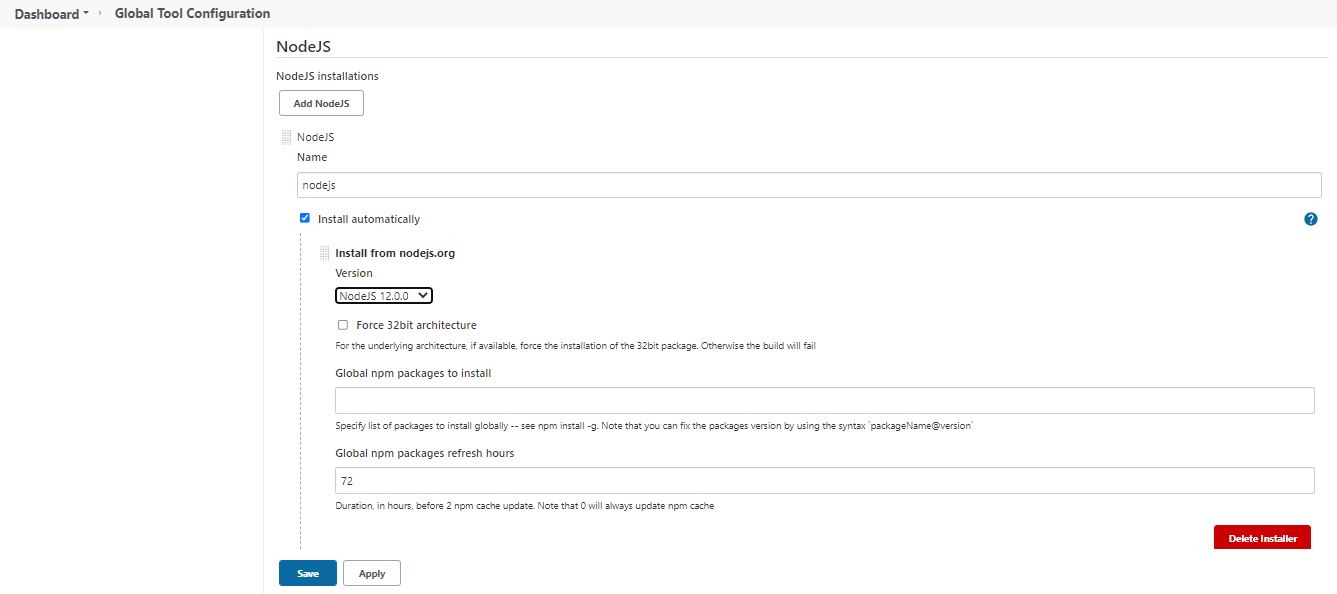 Dashboard
Global Tool Configuration
NodeJS
NodeJS installations
Add NodeJS
NodeJS
Name
nodejs
Install automatically
?
Install from nodejs.org
Version
NodeJS 12.0.0
Force 32bit architecture
For the underlying architecture, if available, force the installation of the 32bit package. Otherwise the build will fail
Global npm packages to install
Specify list of packages to install globally -- see npm install -g. Note that you can fix the packages version by using the syntax `packageName@version`
Global npm packages refresh hours
72
Duration, in hours, before 2 npm cache update. Note that 0 will always update npm cache
Delete Installer
Save
Apply